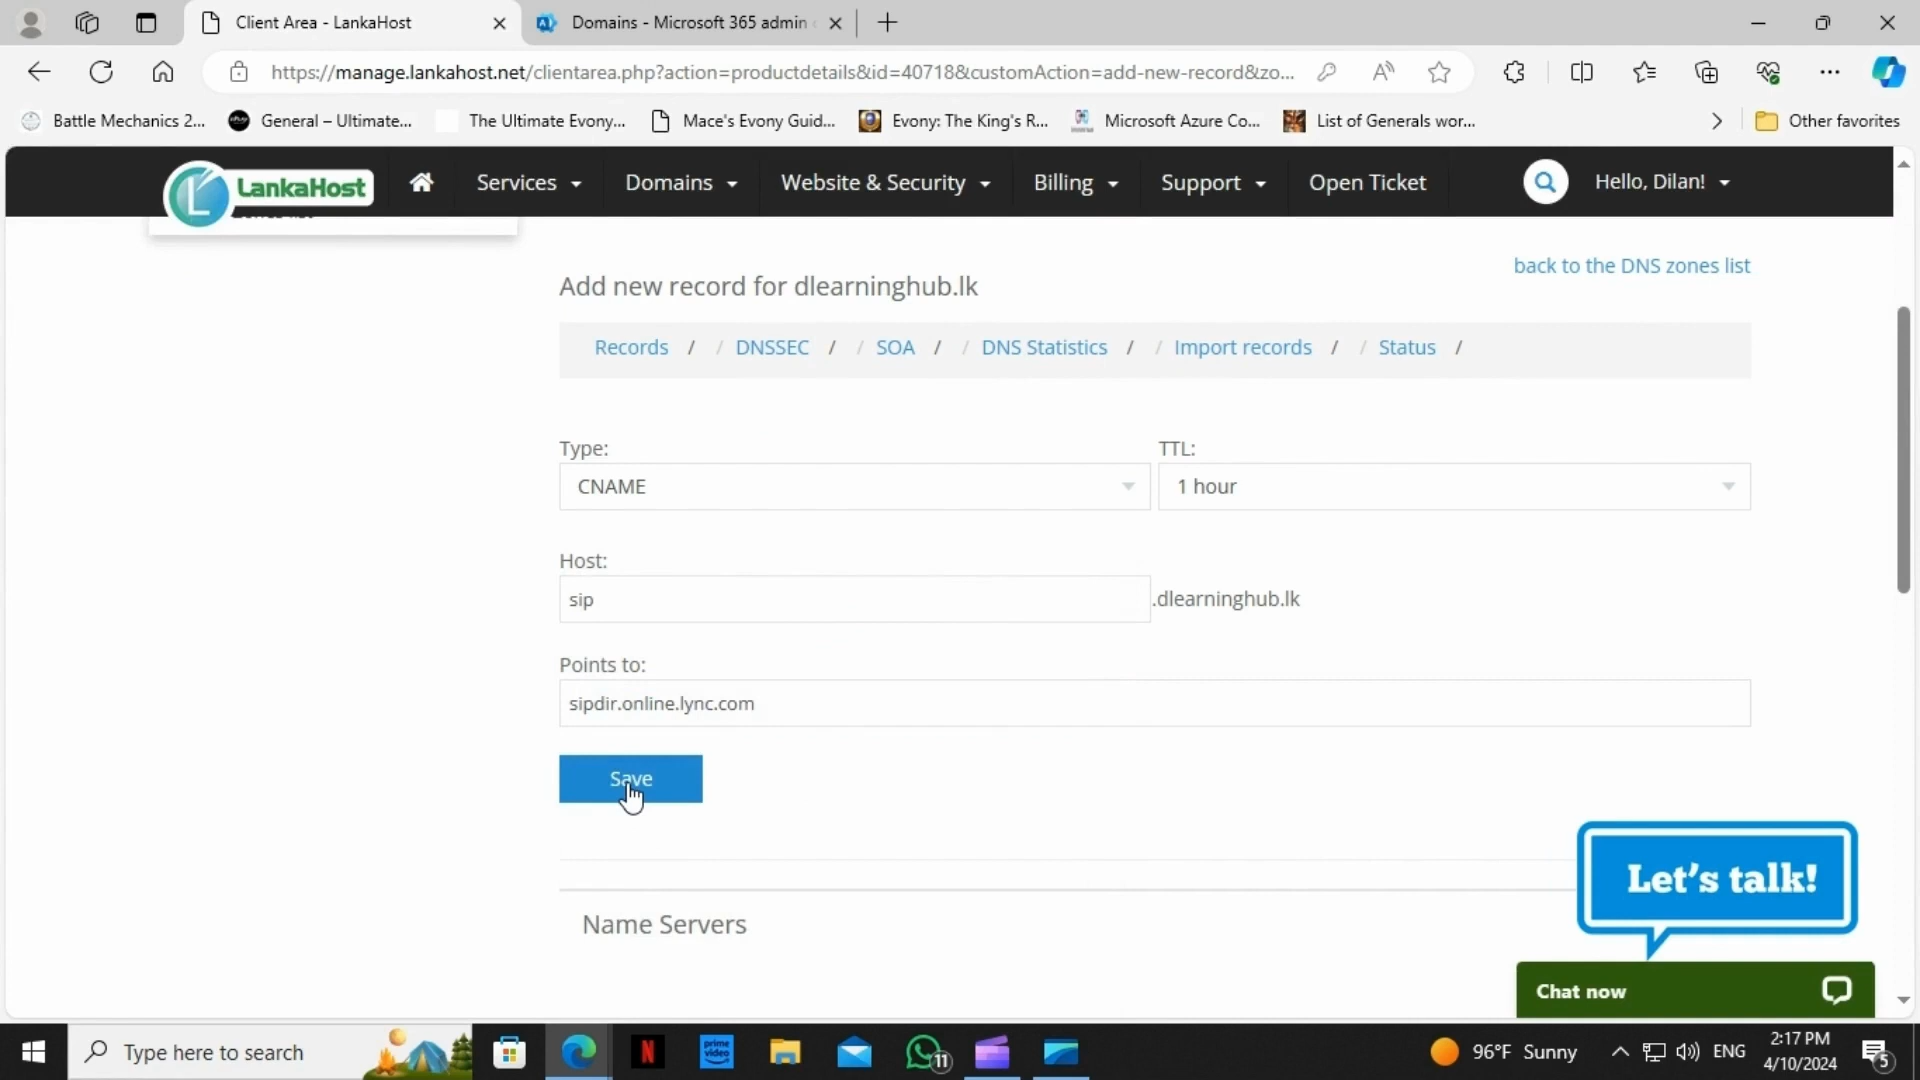 Client Area - LankaHost
Domains - Microsoft 365 admin
https://manage.lankahost.net/clientarea.php?action=productdetails&id=40718&customAction=add-new-record&zo...
Battle Mechanics 2...
General – Ultimate...
The Ultimate Evony...
Mace's Evony Guid...
Evony: The King's R...
Microsoft Azure Co...
List of Generals wor...
Other favorites
LankaHost
Services
Domains
Website & Security
Billing
Support
Open Ticket
Hello, Dilan!
back to the DNS zones list
Add new record for dlearninghub.lk
Records / / DNSSEC / / SOA / / DNS Statistics / / Import records / / Status /
Type:
TTL:
CNAME
1 hour
Host:
sip
.dlearninghub.lk
Points to:
sipdir.online.lync.com
Save
Let's talk!
Name Servers
Chat now
Type here to search
prime video
11
96°F Sunny
ENG
2:17 PM
4/10/2024
5